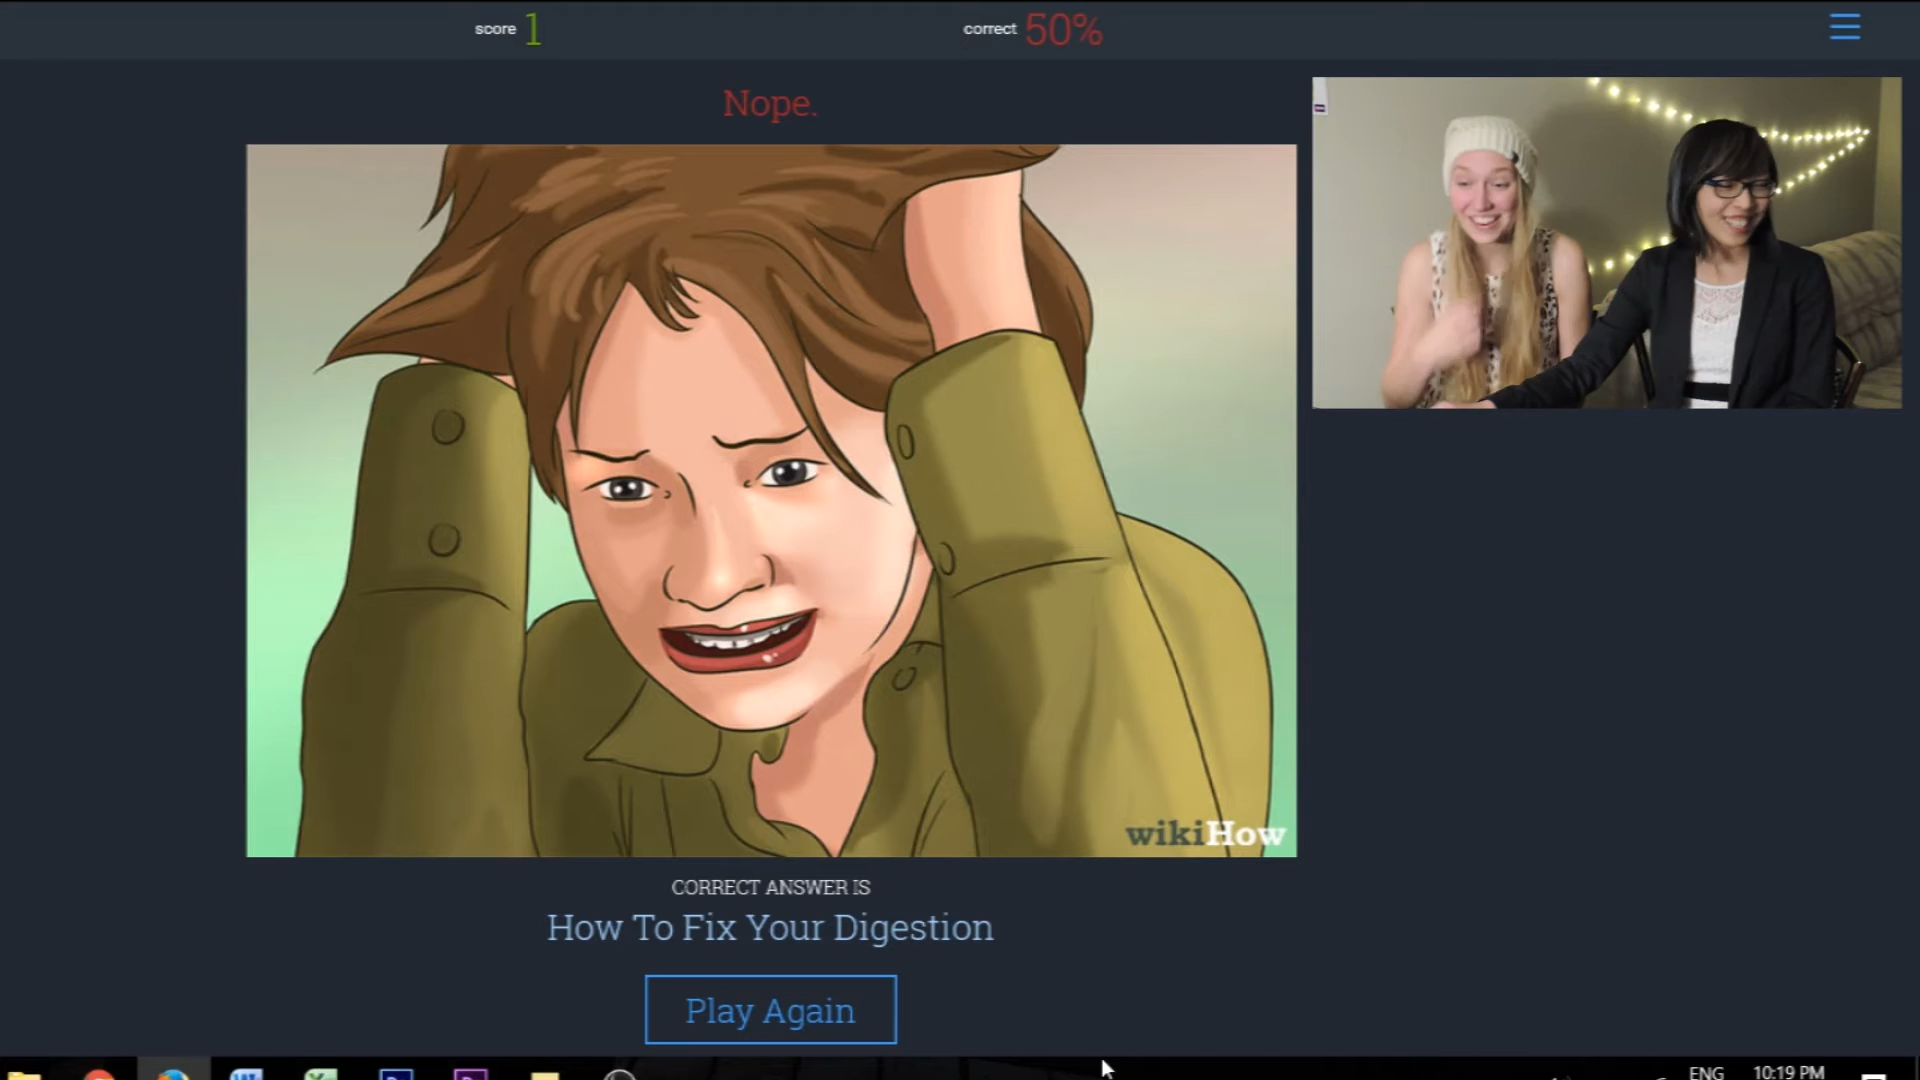 score 1
correct 50%
Nope.
wikiHow
CORRECT ANSWER IS
How To Fix Your Digestion
Play Again
ENG
10:19 PM